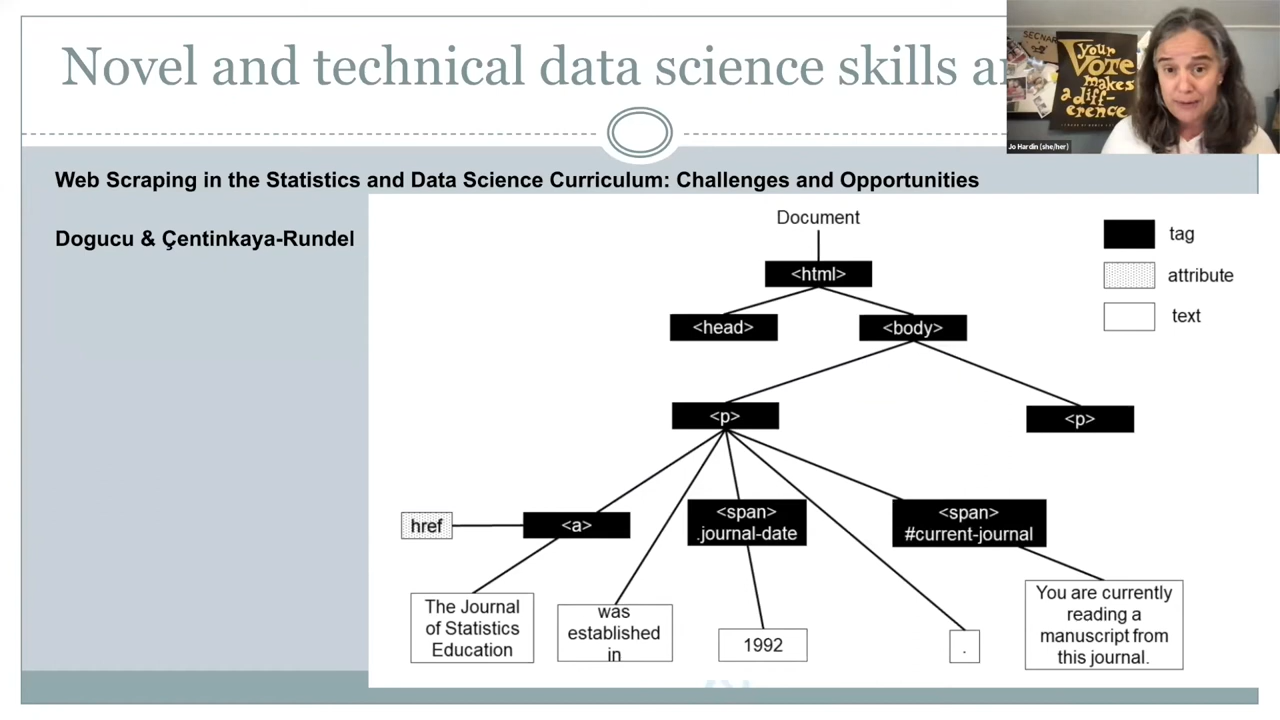 Novel and technical data science skills
SECNAR
your
VOTE
makes
a diff-
erence
Jo Hardin (she/her)
Web Scraping in the Statistics and Data Science Curriculum: Challenges and Opportunities
Dogucu & Çentinkaya-Rundel
Document
<html>
<head>
<body>
<p>
<p>
href
<a>
<span>
.journal-date
<span>
#current-journal
The Journal
of Statistics
Education
was
established
in
1992
.
You are currently
reading a
manuscript from
this journal.
tag
attribute
text